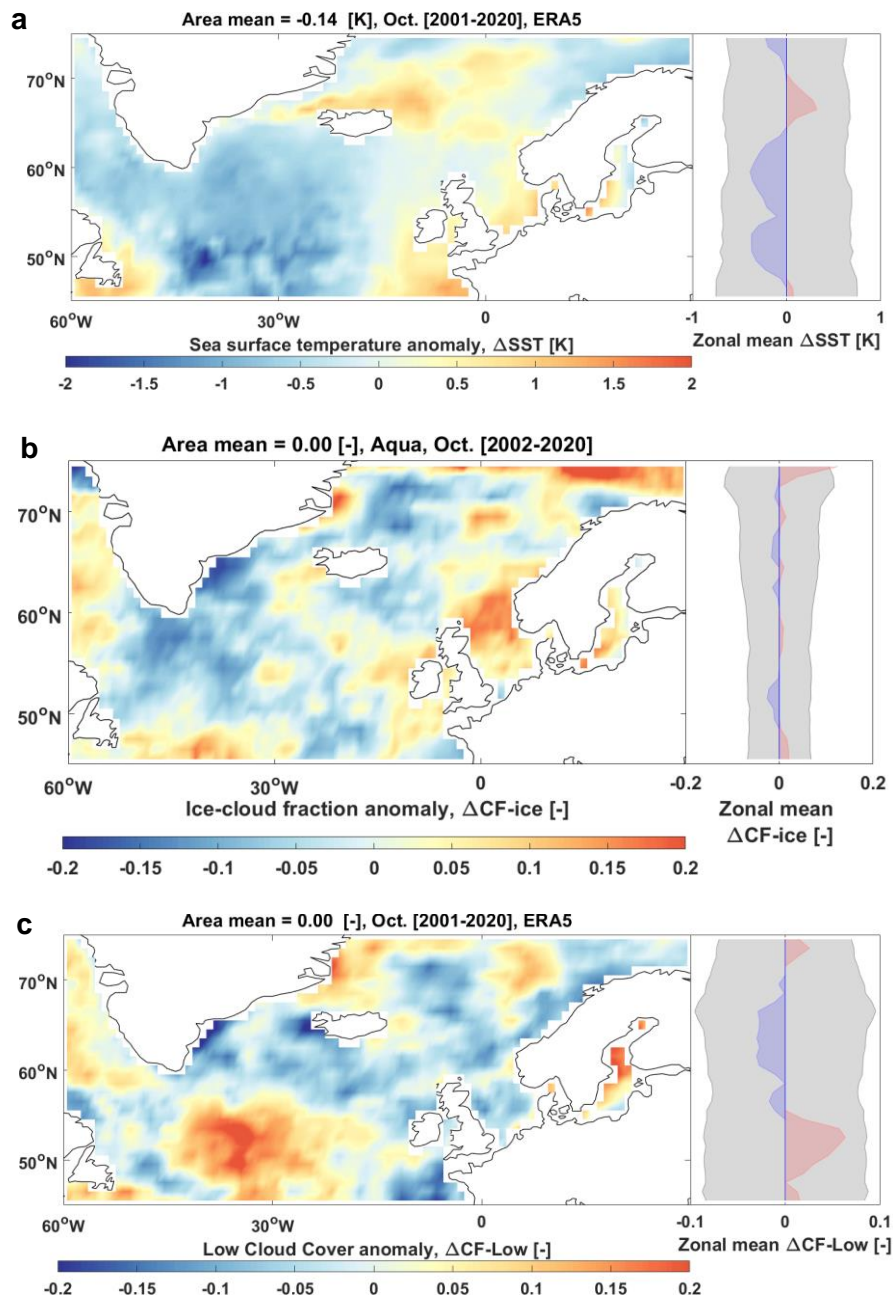 a
Area mean = -0.14 [K], Oct. [2001-2020], ERA5
70°N
60°N
50°N
60°W 30°W 0 -1 0 1
Sea surface temperature anomaly, ΔSST [K]
Zonal mean ΔSST [K]
-2 -1.5 -1 -0.5 0 0.5 1 1.5 2
b
Area mean = 0.00 [-], Aqua, Oct. [2002-2020]
70°N
60°N
50°N
60°W 30°W 0 -0.2 0 0.2
Ice-cloud fraction anomaly, ΔCF-ice [-]
Zonal mean
ΔCF-ice [-]
-0.2 -0.15 -0.1 -0.05 0 0.05 0.1 0.15 0.2
c
Area mean = 0.00 [-], Oct. [2001-2020], ERA5
70°N
60°N
50°N
60°W 30°W 0 -0.1 0 0.1
Low Cloud Cover anomaly, ΔCF-Low [-]
Zonal mean ΔCF-Low [-]
-0.2 -0.15 -0.1 -0.05 0 0.05 0.1 0.15 0.2